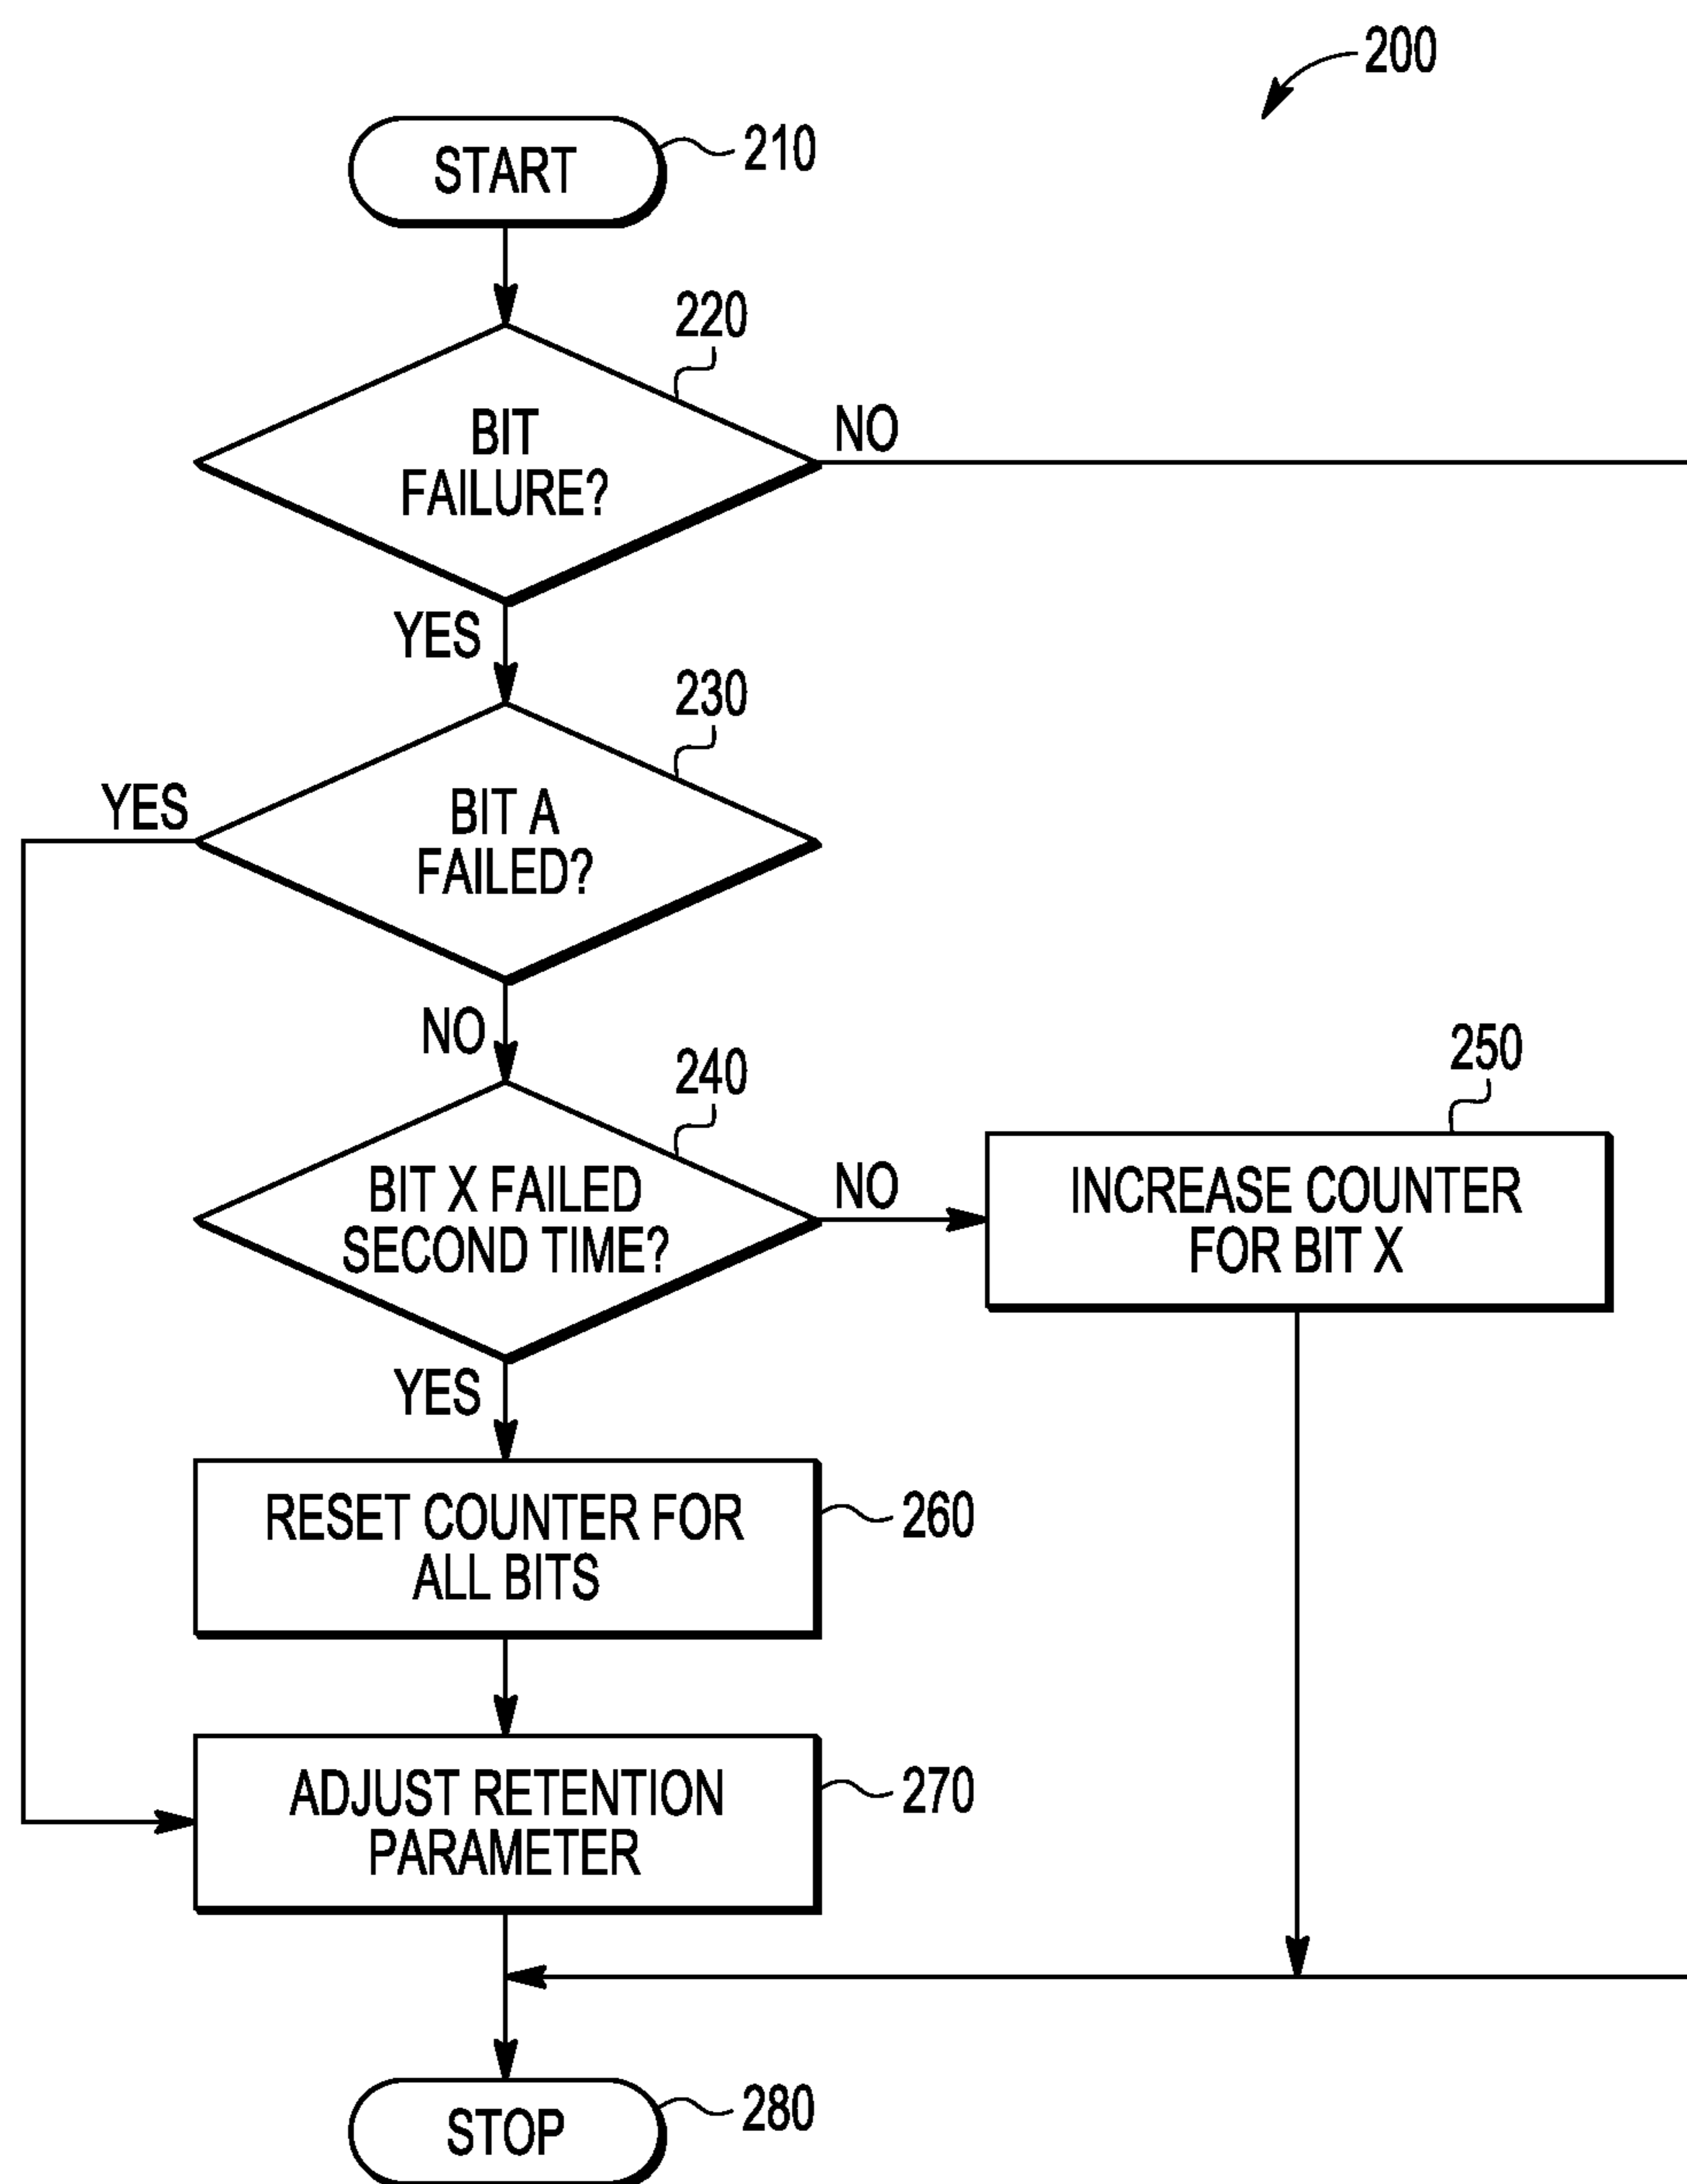 200
START
210
220
BIT
FAILURE?
NO
YES
230
YES
BIT A
FAILED?
NO
240
250
BIT X FAILED
SECOND TIME?
NO
INCREASE COUNTER
FOR BIT X
YES
RESET COUNTER FOR
ALL BITS
260
ADJUST RETENTION
PARAMETER
270
STOP
280